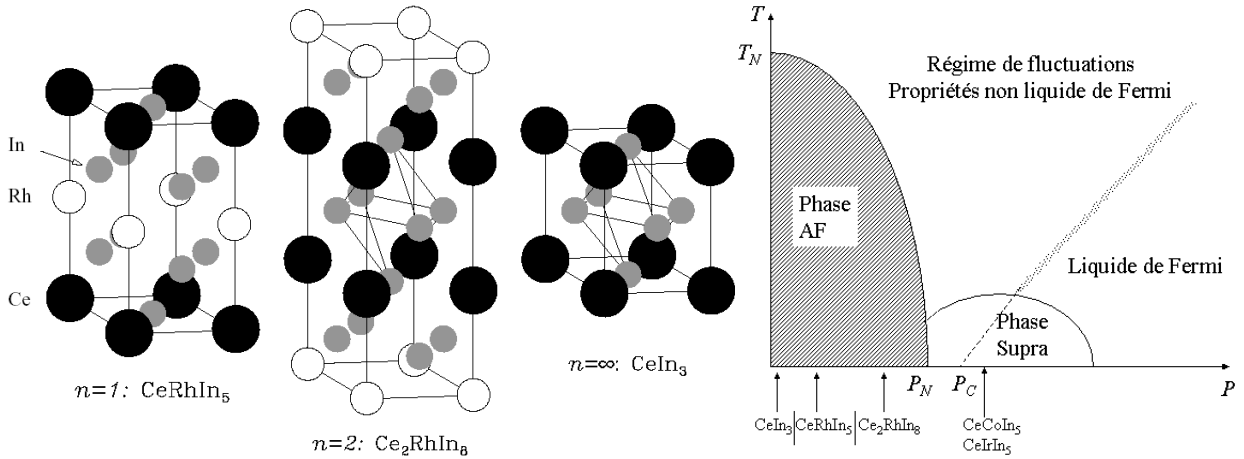 In
Rh
Ce
n=1: CeRhIn5
n=2: Ce2RhIn8
n=∞: CeIn3
T
TN
Régime de fluctuations
Propriétés non liquide de Fermi
Phase
AF
Liquide de Fermi
Phase
Supra
PN
PC
P
CeIn3
CeRhIn5
Ce2RhIn8
CeCoIn5
CeIrIn5